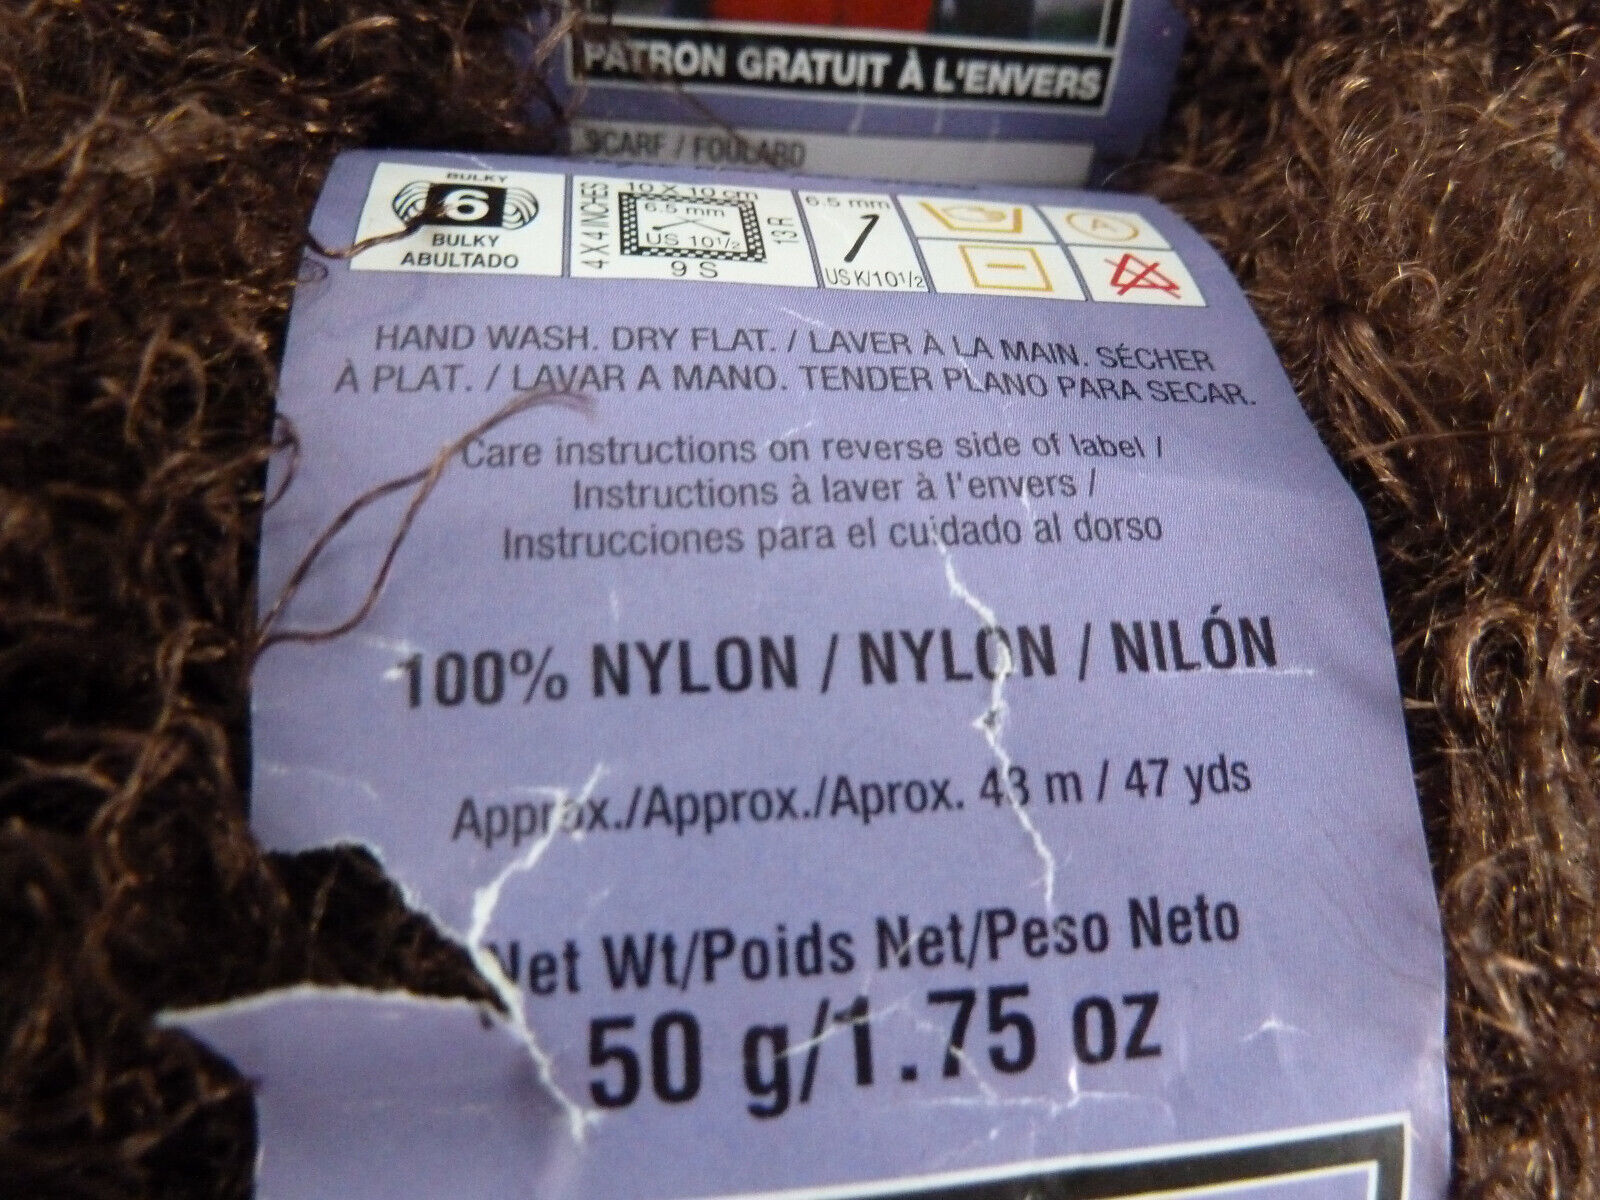 PATRON GRATUIT À L'ENVERS
SCARF / FOULARD
BULKY
6
BULKY
ABULTADO
4 X 4 INCHES
10 X 10 cm
6.5 mm
US 10½
13 R
9 S
6.5 mm
US K/10½
A
HAND WASH. DRY FLAT. / LAVER À LA MAIN. SÉCHER
À PLAT. / LAVAR A MANO. TENDER PLANO PARA SECAR.
Care instructions on reverse side of label /
Instructions à laver à l'envers /
Instrucciones para el cuidado al dorso
100% NYLON / NYLON / NILÓN
Approx./Approx./Aprox. 43 m / 47 yds
Net Wt/Poids Net/Peso Neto
50 g/1.75 oz